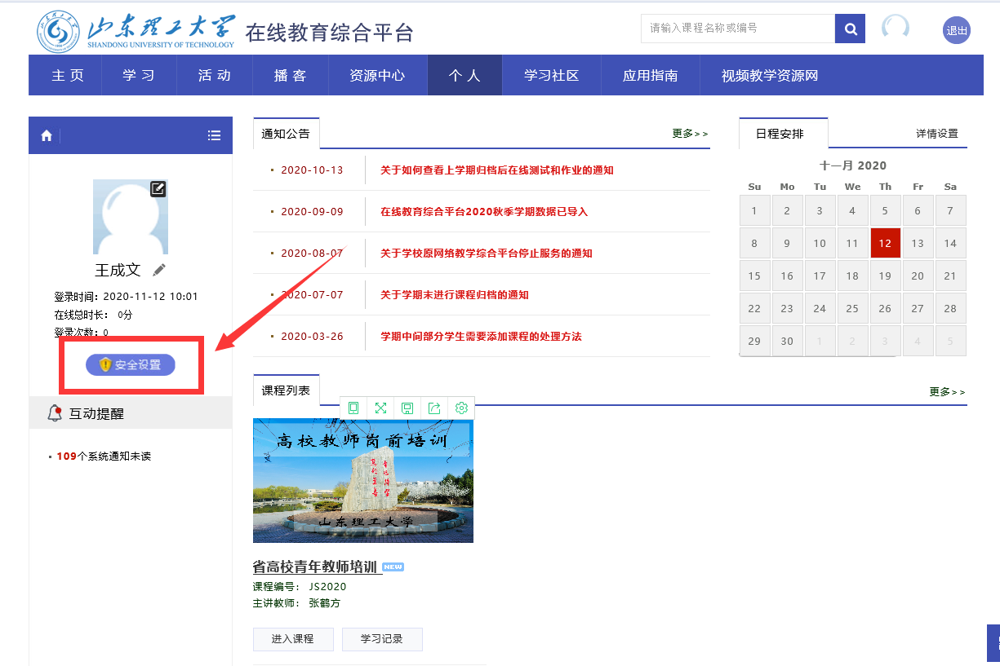 山东理工大学
SHANDONG UNIVERSITY OF TECHNOLOGY
在线教育综合平台
请输入课程名称或编号
退出
主 页 学 习 活 动 播 客 资源中心 个 人 学习社区 应用指南 视频教学资源网
王成文
登录时间：2020-11-12 10:01
在线总时长： 0分
登录次数：0
安全设置
互动提醒
109个系统通知未读
通知公告 更多>>
2020-10-13 关于如何查看上学期归档后在线测试和作业的通知
2020-09-09 在线教育综合平台2020秋季学期数据已导入
2020-08-07 关于学校原网络教学综合平台停止服务的通知
2020-07-07 关于学期末进行课程归档的通知
2020-03-26 学期中间部分学生需要添加课程的处理方法
日程安排 详情设置
十一月 2020
Su Mo Tu We Th Fr Sa
1 2 3 4 5 6 7
8 9 10 11 12 13 14
15 16 17 18 19 20 21
22 23 24 25 26 27 28
29 30 1 2 3 4 5
课程列表 更多>>
高校教师岗前培训
山东理工大学
省高校青年教师培训 NEW
课程编号： JS2020
主讲教师： 张鹤方
进入课程 学习记录